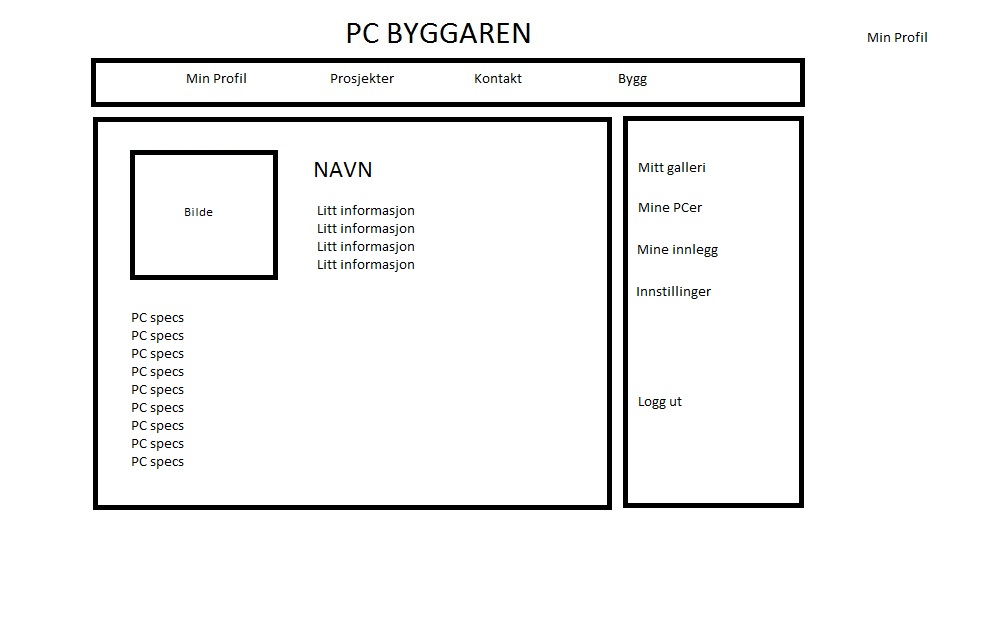 PC BYGGAREN
Min Profil
Min Profil Prosjekter Kontakt Bygg
Bilde
NAVN
Litt informasjon
Litt informasjon
Litt informasjon
Litt informasjon
PC specs
PC specs
PC specs
PC specs
PC specs
PC specs
PC specs
PC specs
PC specs
Mitt galleri
Mine PCer
Mine innlegg
Innstillinger
Logg ut